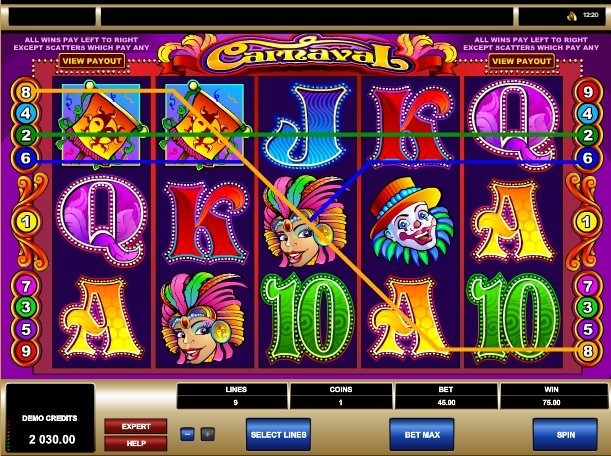 12:20
ALL WINS PAY LEFT TO RIGHT
EXCEPT SCATTERS WHICH PAY ANY
VIEW PAYOUT
Carnaval
ALL WINS PAY LEFT TO RIGHT
EXCEPT SCATTERS WHICH PAY ANY
VIEW PAYOUT
8 J K Q 9
4 4
2 2
6 6
1 Q K A 1
7 7
3 A 10 A 10 3
5 5
9 8
DEMO CREDITS
2 030.00
EXPERT
HELP
LINES
9
COINS
1
BET
45.00
WIN
75.00
SELECT LINES
BET MAX
SPIN